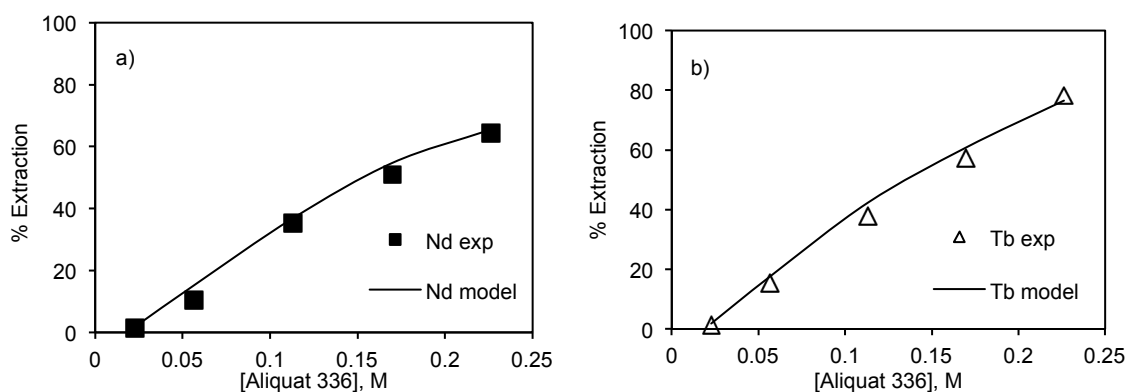 100
80
60
40
20
0
% Extraction
a)
Nd exp
Nd model
0 0.05 0.1 0.15 0.2 0.25
[Aliquat 336], M
100
80
60
40
20
0
% Extraction
b)
Tb exp
Tb model
0 0.05 0.1 0.15 0.2 0.25
[Aliquat 336], M